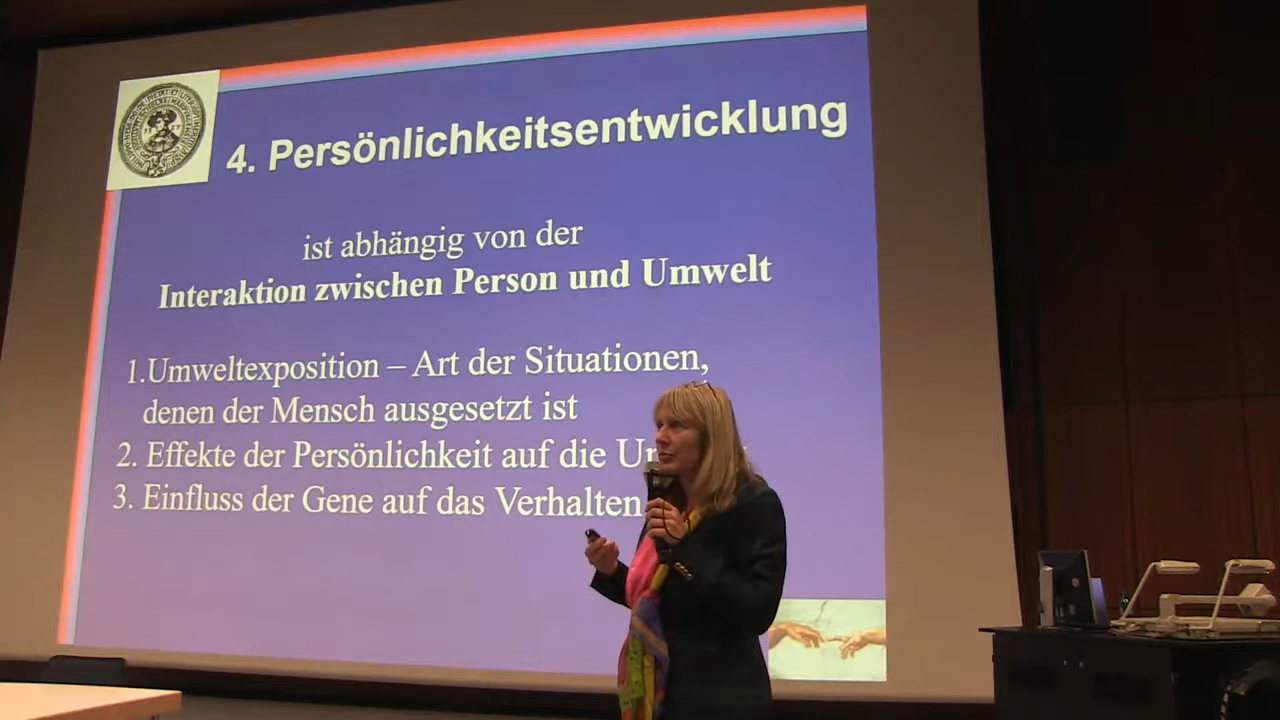 4. Persönlichkeitsentwicklung
ist abhängig von der
Interaktion zwischen Person und Umwelt
1.Umweltexposition – Art der Situationen,
denen der Mensch ausgesetzt ist
2. Effekte der Persönlichkeit auf die
3. Einfluss der Gene auf das Verhalten